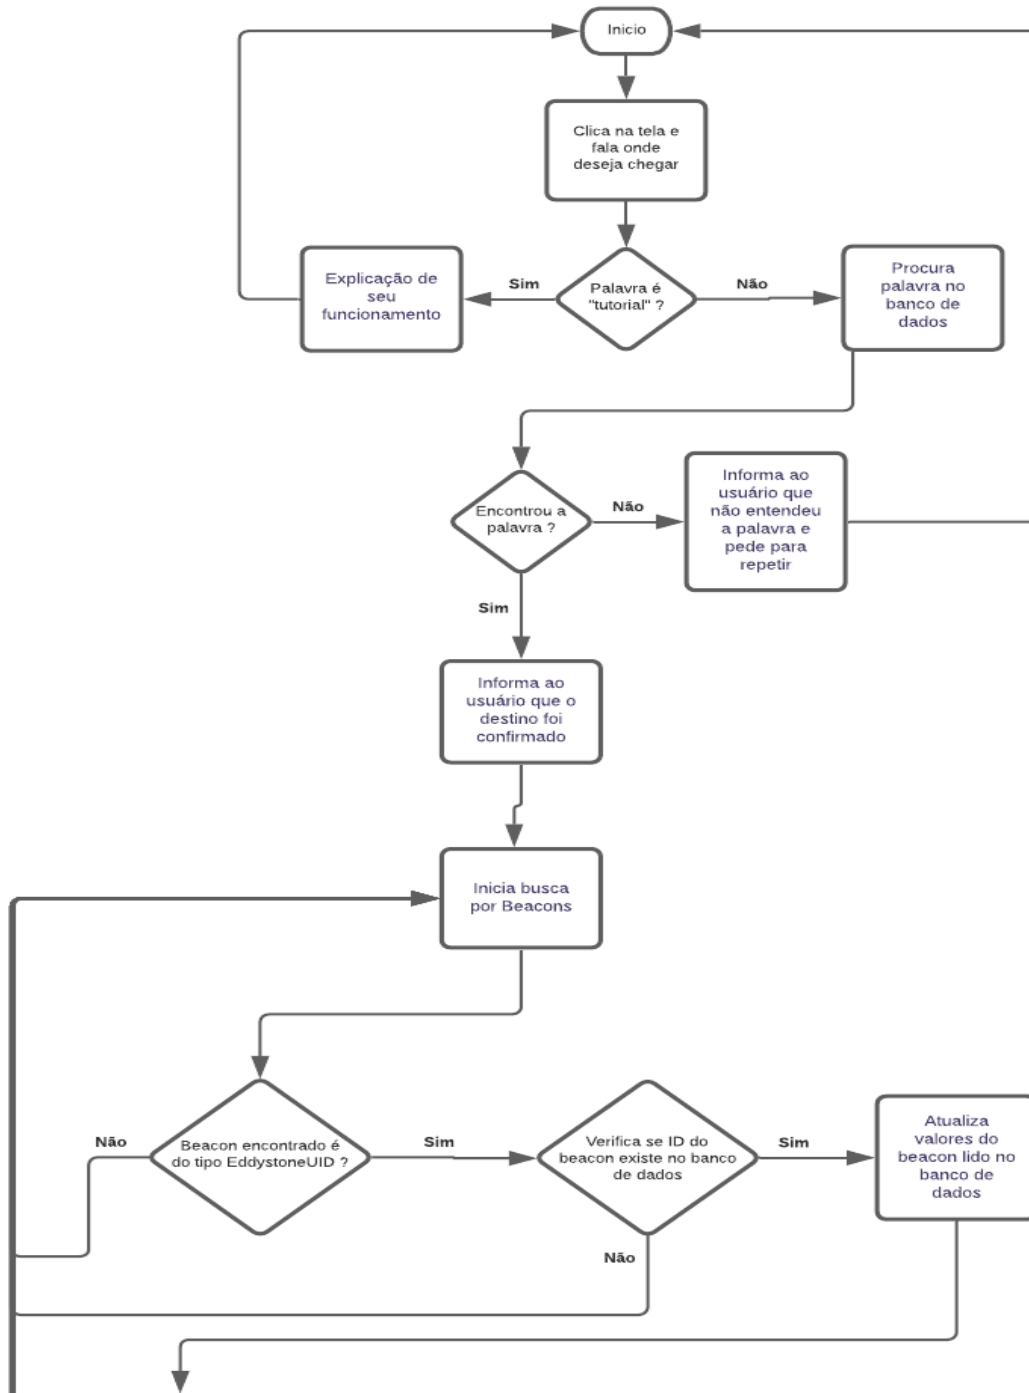 Inicio
Clica na tela e
fala onde
deseja chegar
Explicação de
seu
funcionamento
Sim
Palavra é
"tutorial" ?
Não
Procura
palavra no
banco de
dados
Encontrou a
palavra ?
Não
Informa ao
usuário que
não entendeu
a palavra e
pede para
repetir
Sim
Informa ao
usuário que o
destino foi
confirmado
Inicia busca
por Beacons
Não
Beacon encontrado é
do tipo EddystoneUID ?
Sim
Verifica se ID do
beacon existe no banco
de dados
Sim
Atualiza
valores do
beacon lido no
banco de
dados
Não